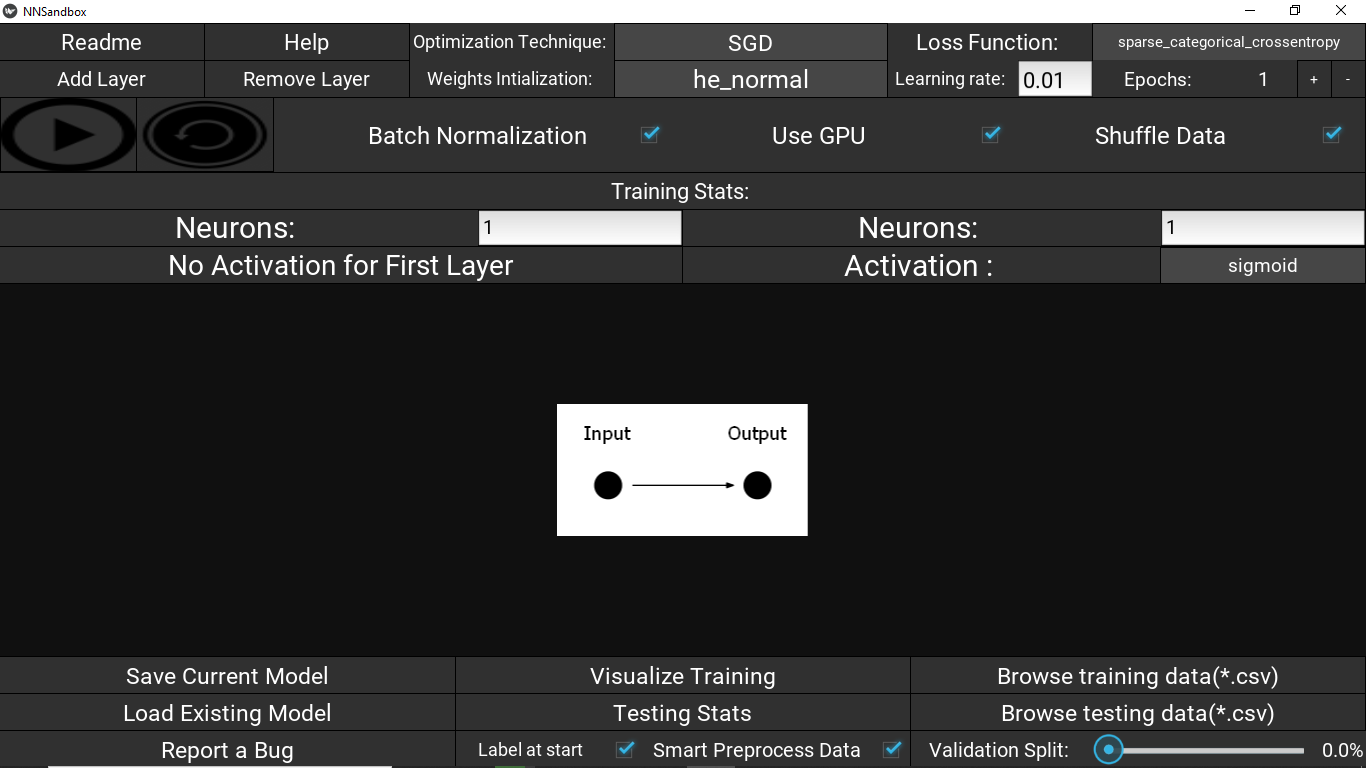 NNSandbox
Readme Help Optimization Technique: SGD Loss Function: sparse_categorical_crossentropy
Add Layer Remove Layer Weights Intialization: he_normal Learning rate: 0.01 Epochs: 1 + -
Batch Normalization Use GPU Shuffle Data
Training Stats:
Neurons: 1 Neurons: 1
No Activation for First Layer Activation : sigmoid
Input Output
Save Current Model Visualize Training Browse training data(*.csv)
Load Existing Model Testing Stats Browse testing data(*.csv)
Report a Bug Label at start Smart Preprocess Data Validation Split: 0.0%